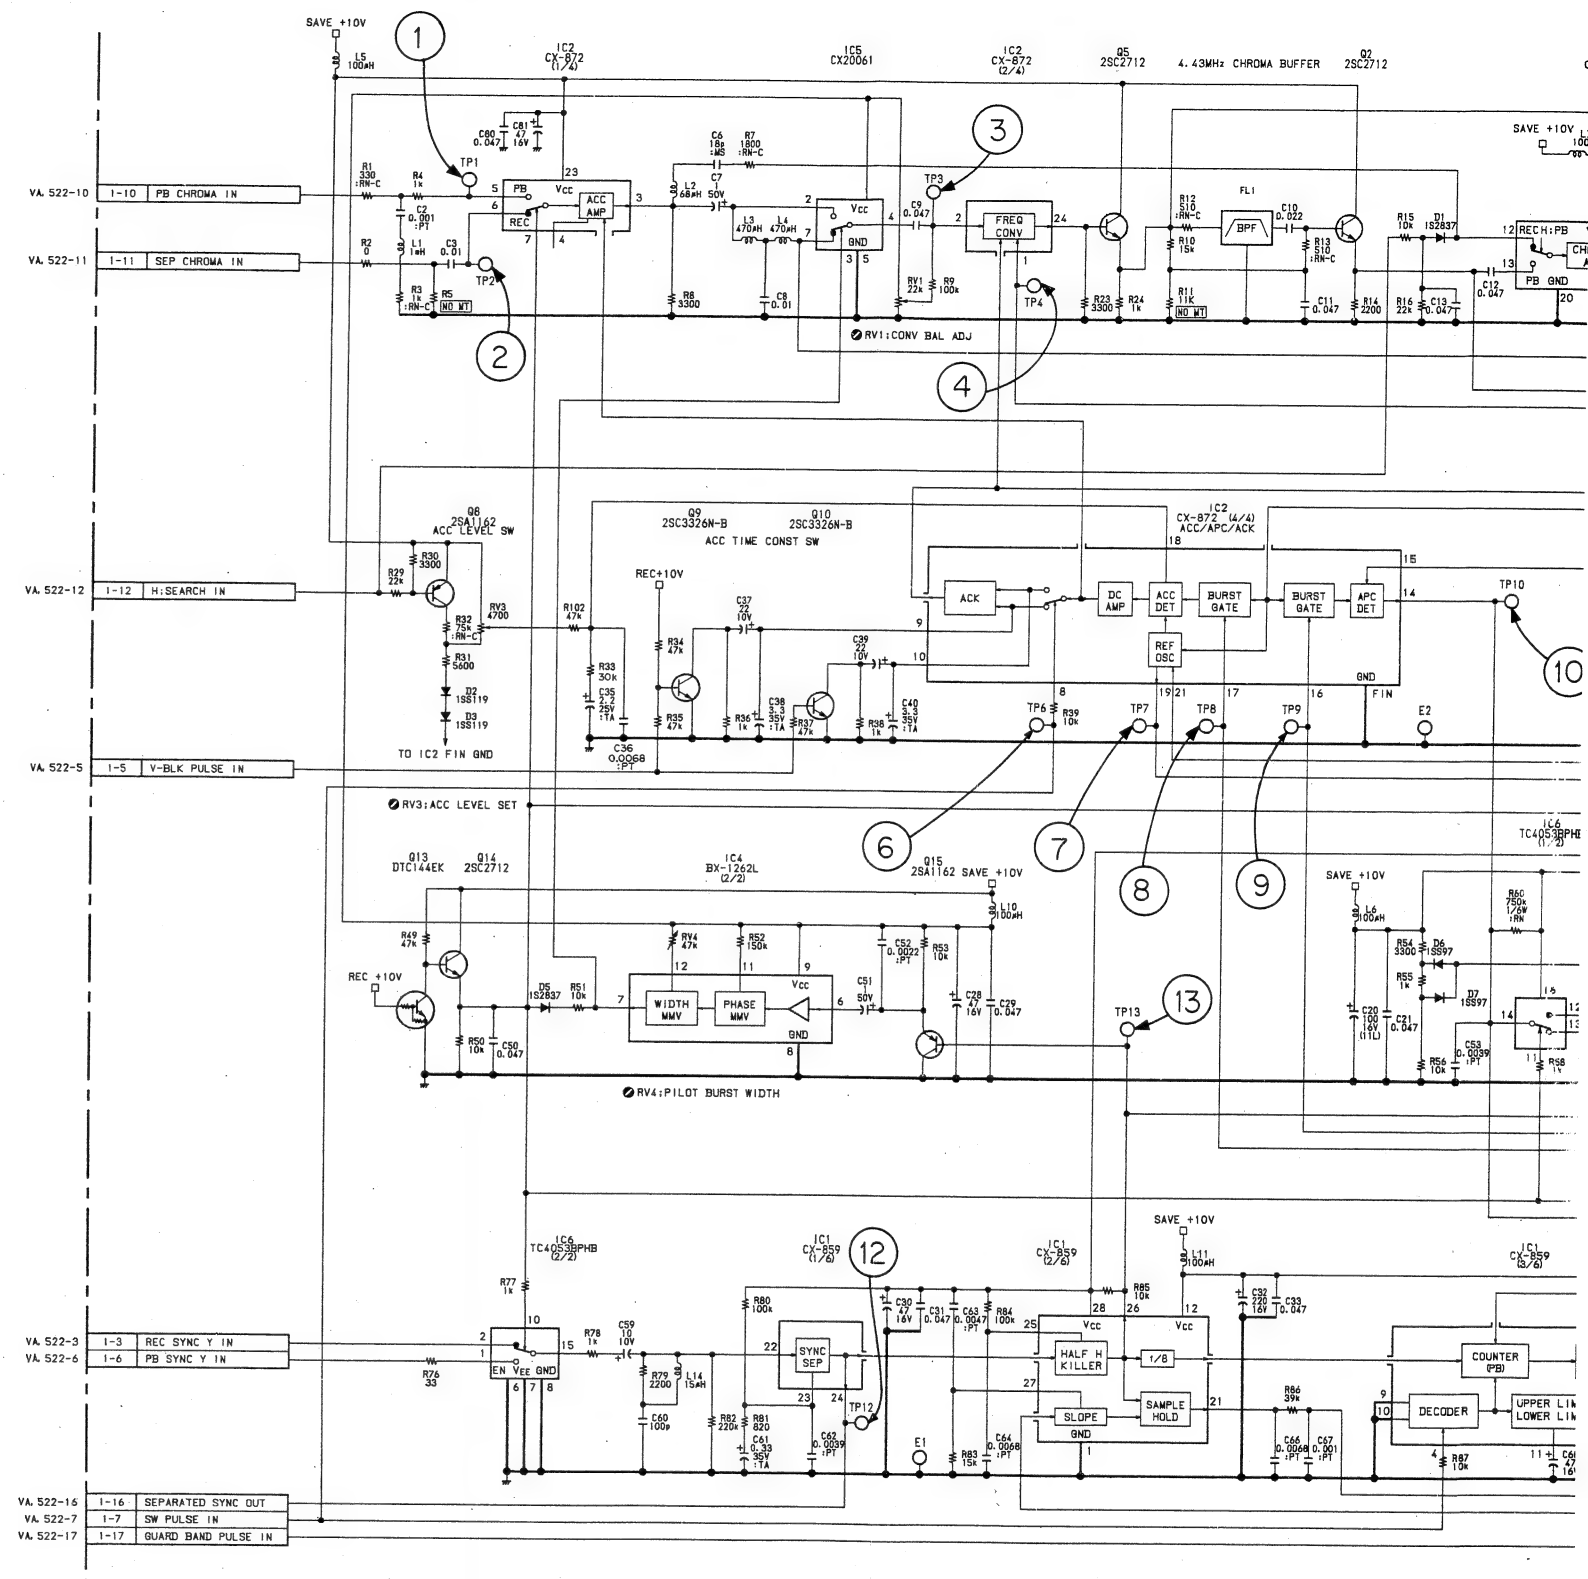 SAVE +10V
L5
100μH
1
IC2
CX-872
(1/4)
IC5
CX20061
IC2
CX-872
(2/4)
Q5
2SC2712
4.43MHz CHROMA BUFFER
Q2
2SC2712
SAVE +10V
C80
0.047
C81
47
16V
C6
18p
:MS
R7
1800
:RN-C
3
TP1
TP3
VA. 522-10
1-10
PB CHROMA IN
R1
330
:RN-C
R4
1k
C2
0.001
:PT
23
VCC
5
PB
6
REC
ACC
AMP
3
7
4
L2
68μH
C7
1
50V
L3
470μH
L4
470μH
2
7
VCC
4
GND
3
5
C9
0.047
2
FREQ
CONV
24
1
R12
510
:RN-C
R10
15k
FL1
BPF
C10
0.022
R13
510
:RN-C
R15
10k
D1
1S2837
12
REC
H:PB
13
PB
GND
20
VA. 522-11
1-11
SEP CHROMA IN
R2
0
L1
1mH
C3
0.01
TP2
R3
1k
:RN-C
R5
NO MT
2
R8
3300
C8
0.01
RV1
22k
R9
100k
TP4
R23
3300
R24
1k
R11
11K
NO MT
C11
0.047
R14
2200
R16
22k
C13
0.047
C12
0.047
RV1:CONV BAL ADJ
4
Q8
2SA1162
ACC LEVEL SW
Q9
2SC3326N-B
Q10
2SC3326N-B
ACC TIME CONST SW
IC2
CX-872 (4/4)
ACC/APC/ACK
18
15
VA. 522-12
1-12
H:SEARCH IN
R29
22k
R30
3300
R32
75k
:RN-C
RV3
4700
R102
47k
REC+10V
R34
47k
C37
22
10V
C39
22
10V
ACK
9
10
DC
AMP
ACC
DET
BURST
GATE
BURST
GATE
APC
DET
14
REF
OSC
GND
FIN
TP10
10
R31
5600
D2
1SS119
D3
1SS119
TO IC2 FIN GND
R33
30k
C35
2.2
25V
:TA
C36
0.0068
:PT
R35
47k
R36
1k
C38
3.3
35V
:TA
R37
47k
R38
1k
C40
3.3
35V
:TA
8
R39
10k
TP6
19
21
17
16
TP7
TP8
TP9
E2
VA. 522-5
1-5
V-BLK PULSE IN
RV3:ACC LEVEL SET
6
7
8
9
IC6
TC4053BPHB
(1/2)
Q13
DTC144EK
Q14
2SC2712
IC4
BX-1262L
(2/2)
Q15
2SA1162
SAVE +10V
L10
100μH
SAVE +10V
L6
100μH
R60
750k
1/6W
:RN
R49
47k
REC +10V
RV4
47k
R52
150k
C52
0.0022
:PT
R53
10k
R54
3300
D6
1SS97
R55
1k
D7
1SS97
D5
1S2837
R51
10k
12
11
9
VCC
7
WIDTH
MMV
PHASE
MMV
6
GND
8
C51
1
50V
C28
47
16V
C29
0.047
TP13
13
C20
100
16V
(11L)
C21
0.047
14
15
12
13
11
R50
10k
C50
0.047
R56
10k
C53
0.0039
:PT
R58
1k
RV4:PILOT BURST WIDTH
SAVE +10V
L11
100μH
IC6
TC4053BPHB
(2/2)
IC1
CX-859
(1/6)
12
IC1
CX-859
(2/6)
IC1
CX-859
(3/6)
R77
1k
R80
100k
C30
47
16V
C31
0.047
C63
0.0047
:PT
R84
100k
R85
10k
C32
220
16V
C33
0.047
VA. 522-3
1-3
REC SYNC Y IN
VA. 522-6
1-6
PB SYNC Y IN
R76
33
2
1
10
15
EN
VEE
GND
6
7
8
R78
1k
C59
10
10V
R79
2200
L14
15μH
22
SYNC
SEP
23
24
25
28
VCC
26
12
VCC
HALF H
KILLER
1/8
27
SLOPE
SAMPLE
HOLD
21
GND
1
COUNTER
(PB)
9
10
DECODER
UPPER LIM
LOWER LIM
4
11
C60
100p
R82
220k
R81
820
C61
0.33
35V
:TA
C62
0.0039
:PT
TP12
E1
R83
15k
C64
0.0068
:PT
R86
39k
C66
0.0068
:PT
C67
0.001
:PT
R87
10k
VA. 522-16
1-16
SEPARATED SYNC OUT
VA. 522-7
1-7
SW PULSE IN
VA. 522-17
1-17
GUARD BAND PULSE IN